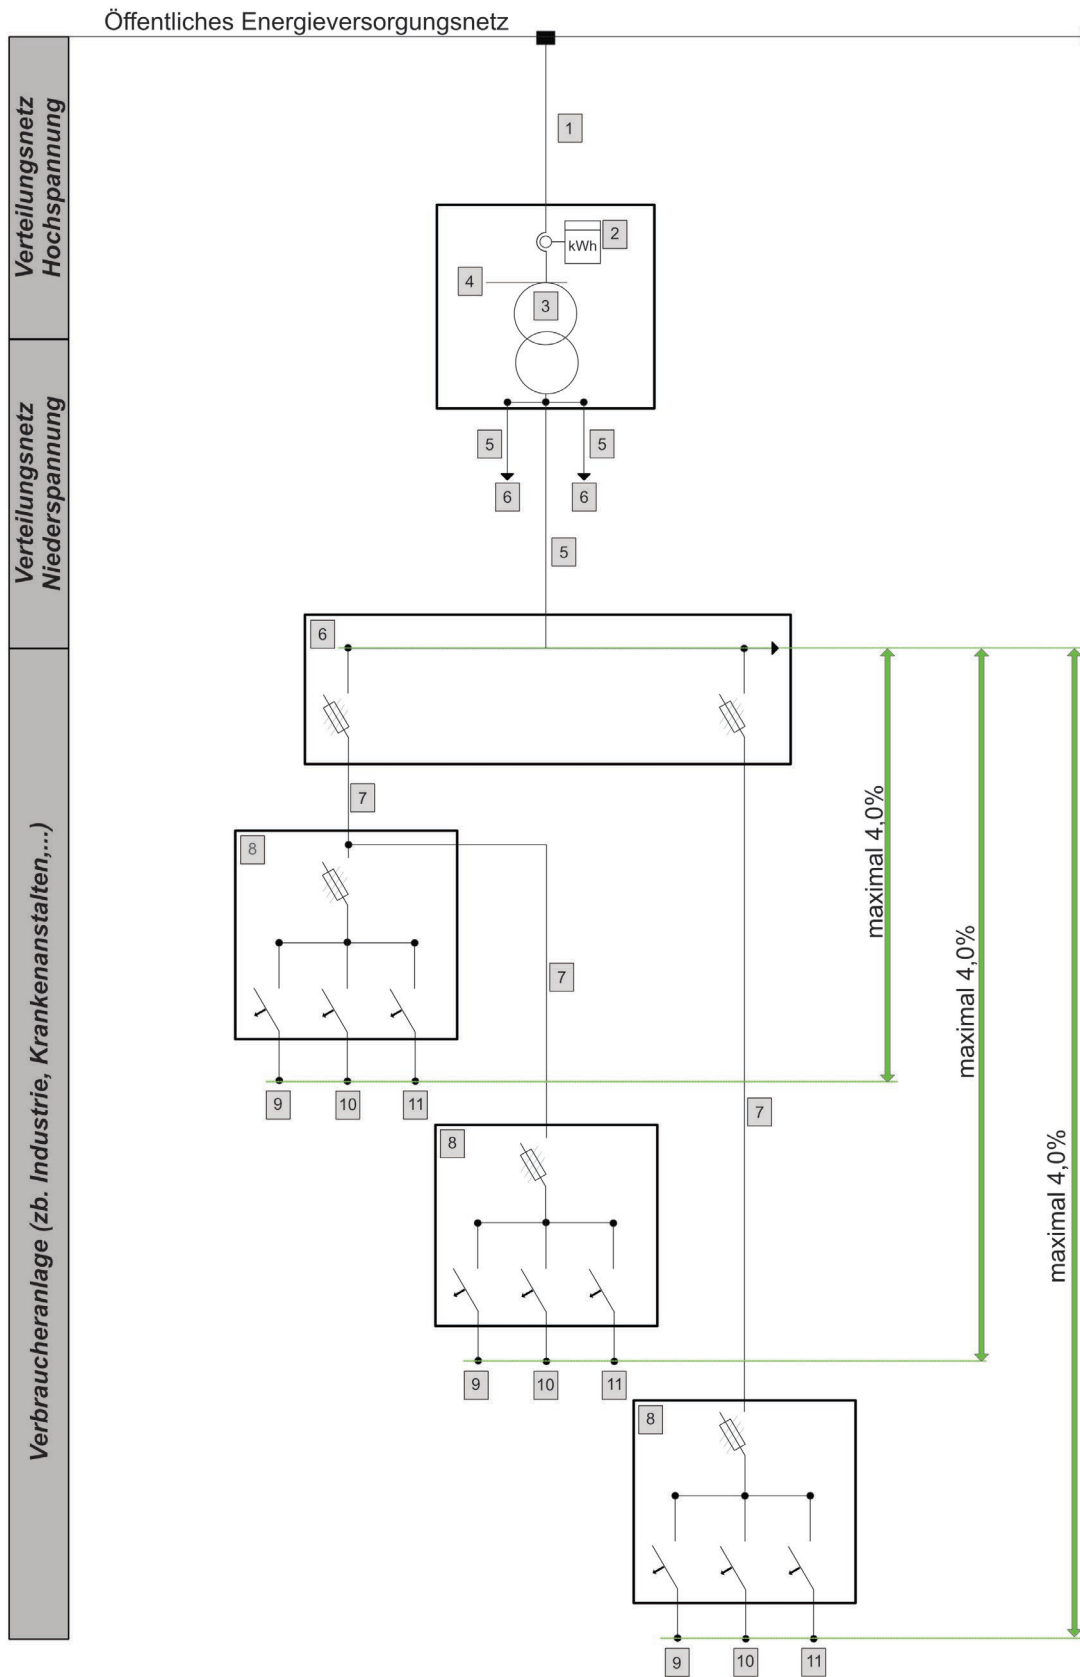 Öffentliches Energieversorgungsnetz
Verteilungsnetz
Hochspannung
1
2
kWh
4
3
Verteilungsnetz
Niederspannung
5
5
6
6
5
6
Verbraucheranlage (zb. Industrie, Krankenanstalten,...)
7
8
maximal 4,0%
maximal 4,0%
7
9
10
11
7
8
maximal 4,0%
9
10
11
8
9
10
11